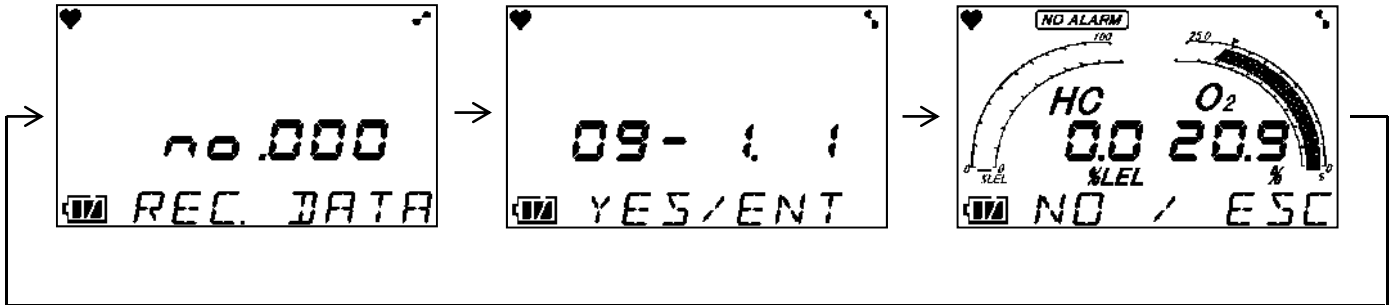 no.000
REC. DATA
09- 1. 1
YES/ENT
NO ALARM
100 25.0
HC O2
0.0 20.9
0 0 %LEL %LEL % 0
NO / ESC